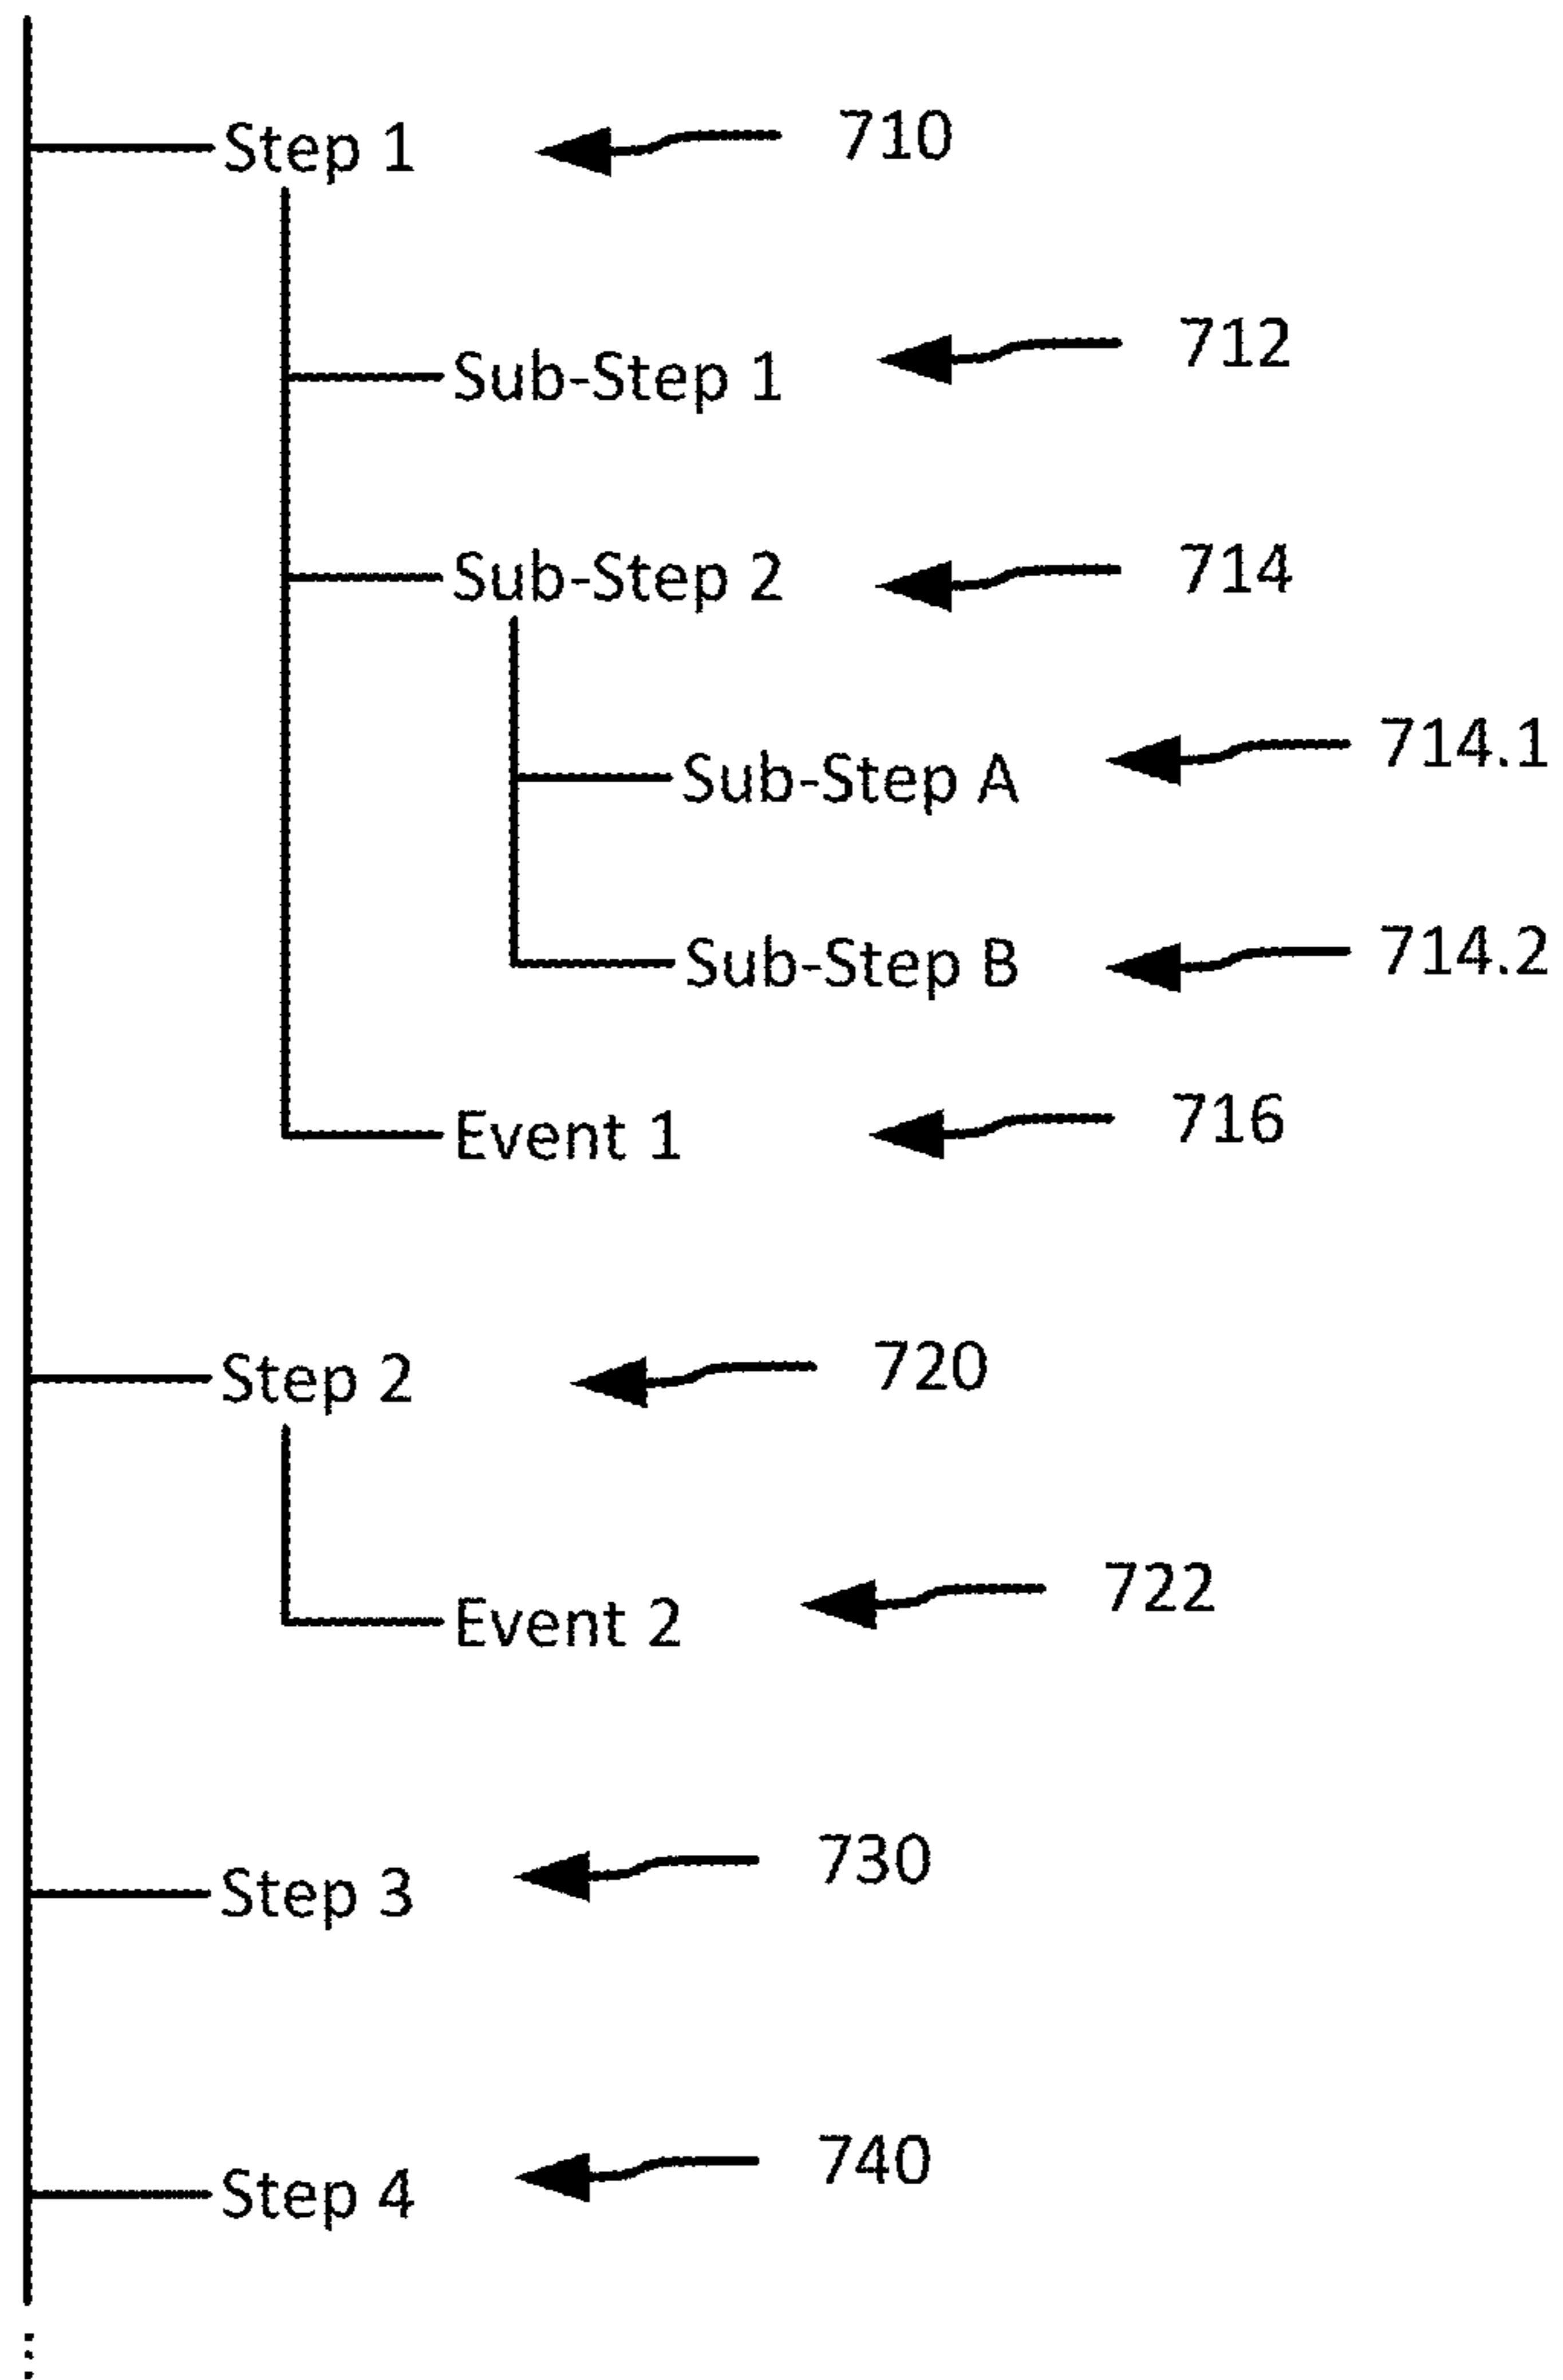 Step 1 710
Sub-Step 1 712
Sub-Step 2 714
Sub-Step A 714.1
Sub-Step B 714.2
Event 1 716
Step 2 720
Event 2 722
Step 3 730
Step 4 740